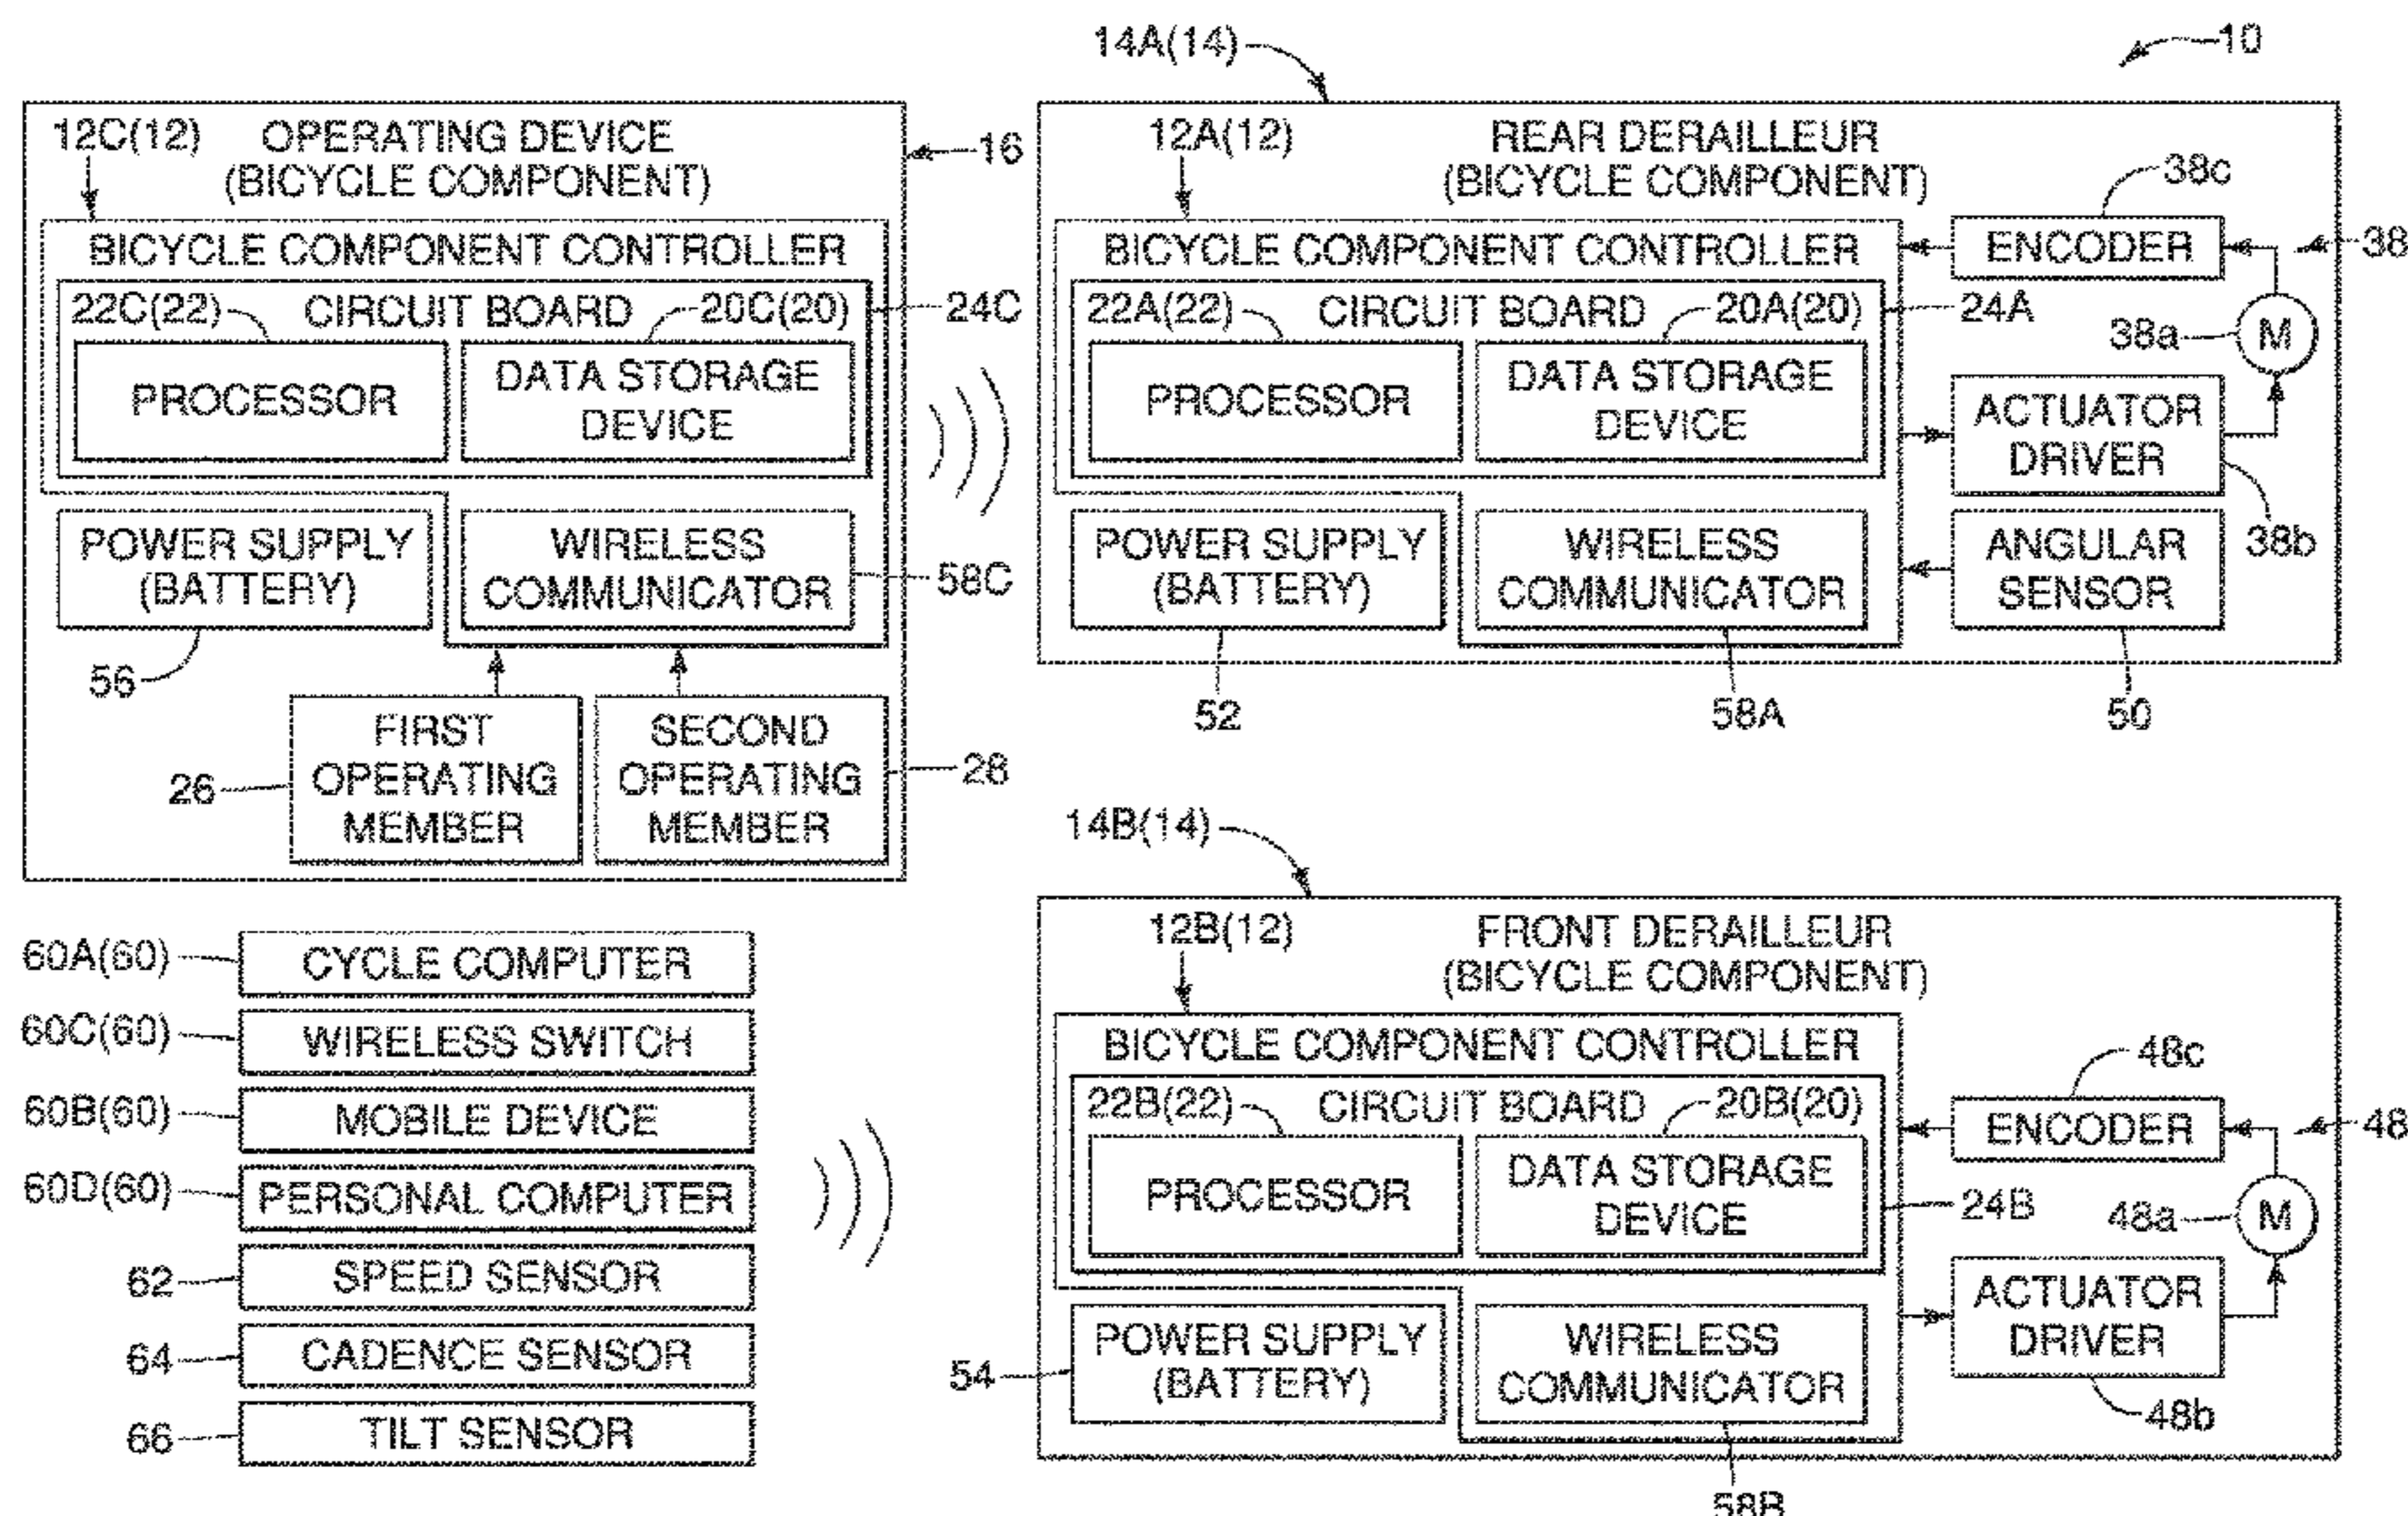 10
14A(14)
12C(12)
OPERATING DEVICE
(BICYCLE COMPONENT)
16
BICYCLE COMPONENT CONTROLLER
22C(22)
CIRCUIT BOARD
20C(20)
24C
PROCESSOR
DATA STORAGE
DEVICE
POWER SUPPLY
(BATTERY)
WIRELESS
COMMUNICATOR
58C
56
FIRST
OPERATING
MEMBER
SECOND
OPERATING
MEMBER
26
28
12A(12)
REAR DERAILLEUR
(BICYCLE COMPONENT)
38c
BICYCLE COMPONENT CONTROLLER
ENCODER
38
22A(22)
CIRCUIT BOARD
20A(20)
24A
38a
M
PROCESSOR
DATA STORAGE
DEVICE
ACTUATOR
DRIVER
38b
POWER SUPPLY
(BATTERY)
WIRELESS
COMMUNICATOR
ANGULAR
SENSOR
52
58A
50
60A(60)
CYCLE COMPUTER
60C(60)
WIRELESS SWITCH
60B(60)
MOBILE DEVICE
60D(60)
PERSONAL COMPUTER
62
SPEED SENSOR
64
CADENCE SENSOR
66
TILT SENSOR
14B(14)
12B(12)
FRONT DERAILLEUR
(BICYCLE COMPONENT)
BICYCLE COMPONENT CONTROLLER
48c
22B(22)
CIRCUIT BOARD
20B(20)
ENCODER
48
PROCESSOR
DATA STORAGE
DEVICE
24B
48a
M
ACTUATOR
DRIVER
48b
54
POWER SUPPLY
(BATTERY)
WIRELESS
COMMUNICATOR
58B